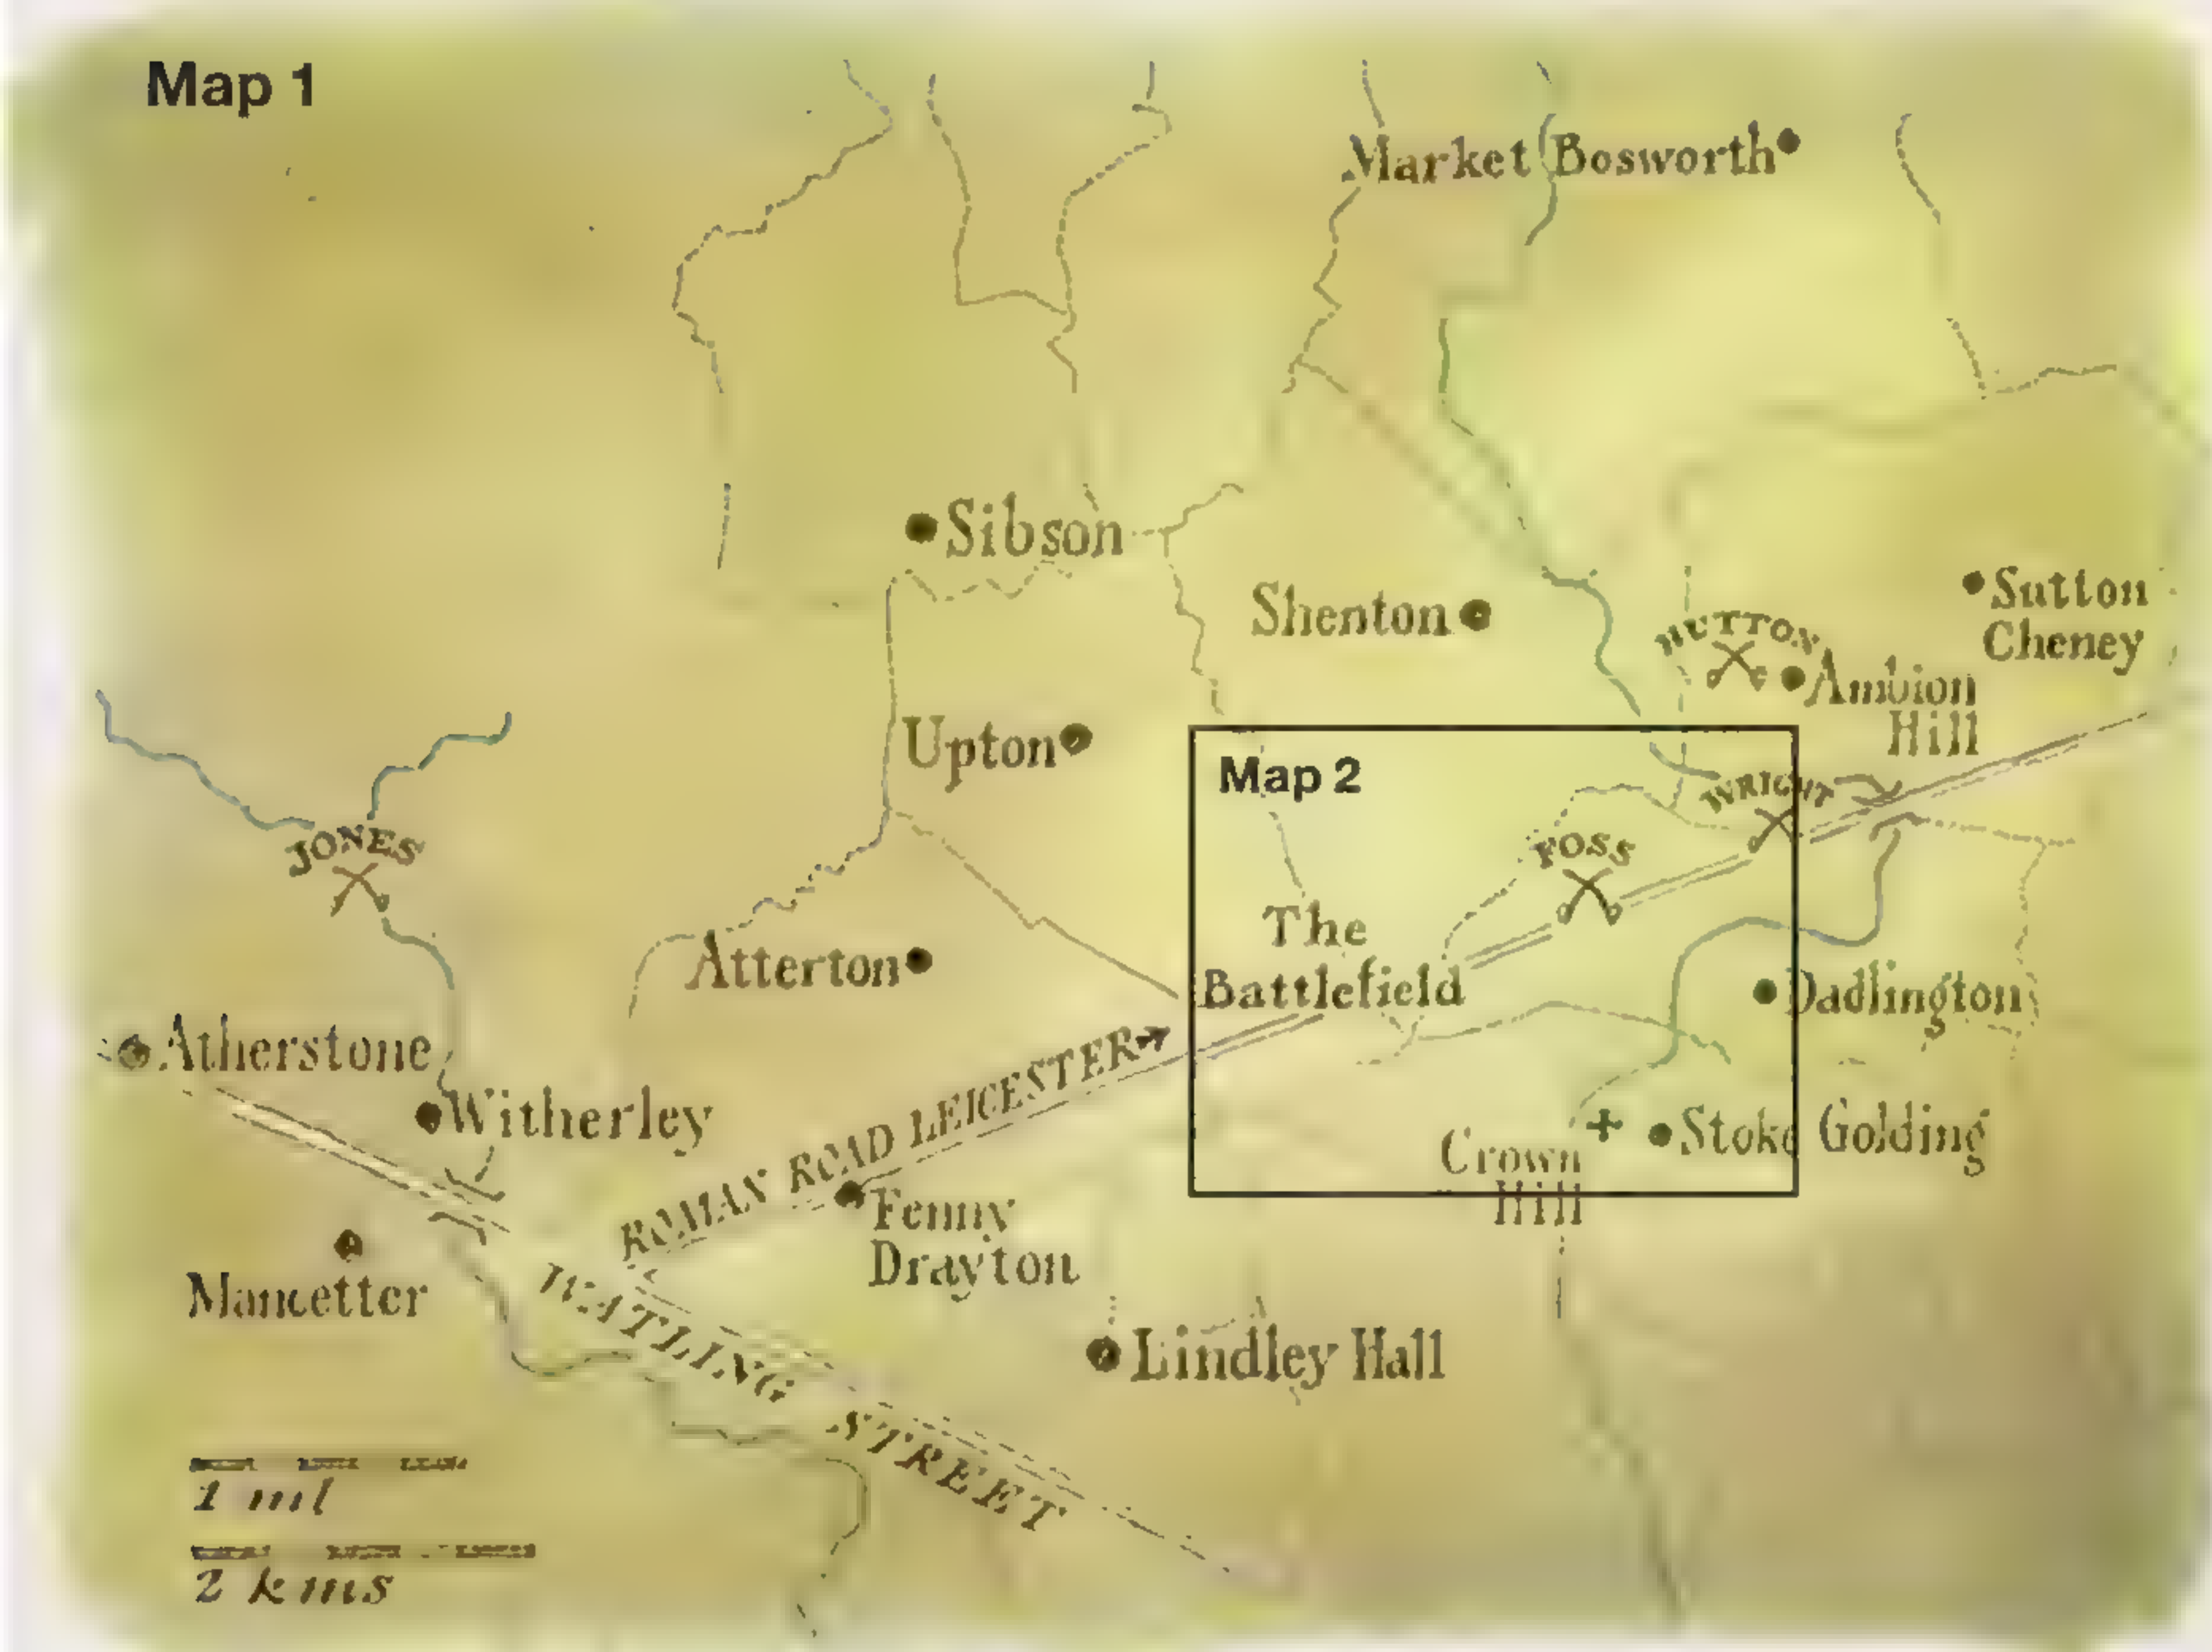 Map 1
Market Bosworth
Sibson
Shenton
Sutton
Cheney
HUTTON
Ambion
Hill
Upton
Map 2
WRIGHT
JONES
FOSS
The
Battlefield
Atterton
Dadlington
Atherstone
Witherley
ROMAN ROAD LEICESTER
Crown
Hill
Stoke Golding
Fenny
Drayton
Mancetter
WATLING STREET
Lindley Hall
1 ml
2 kms